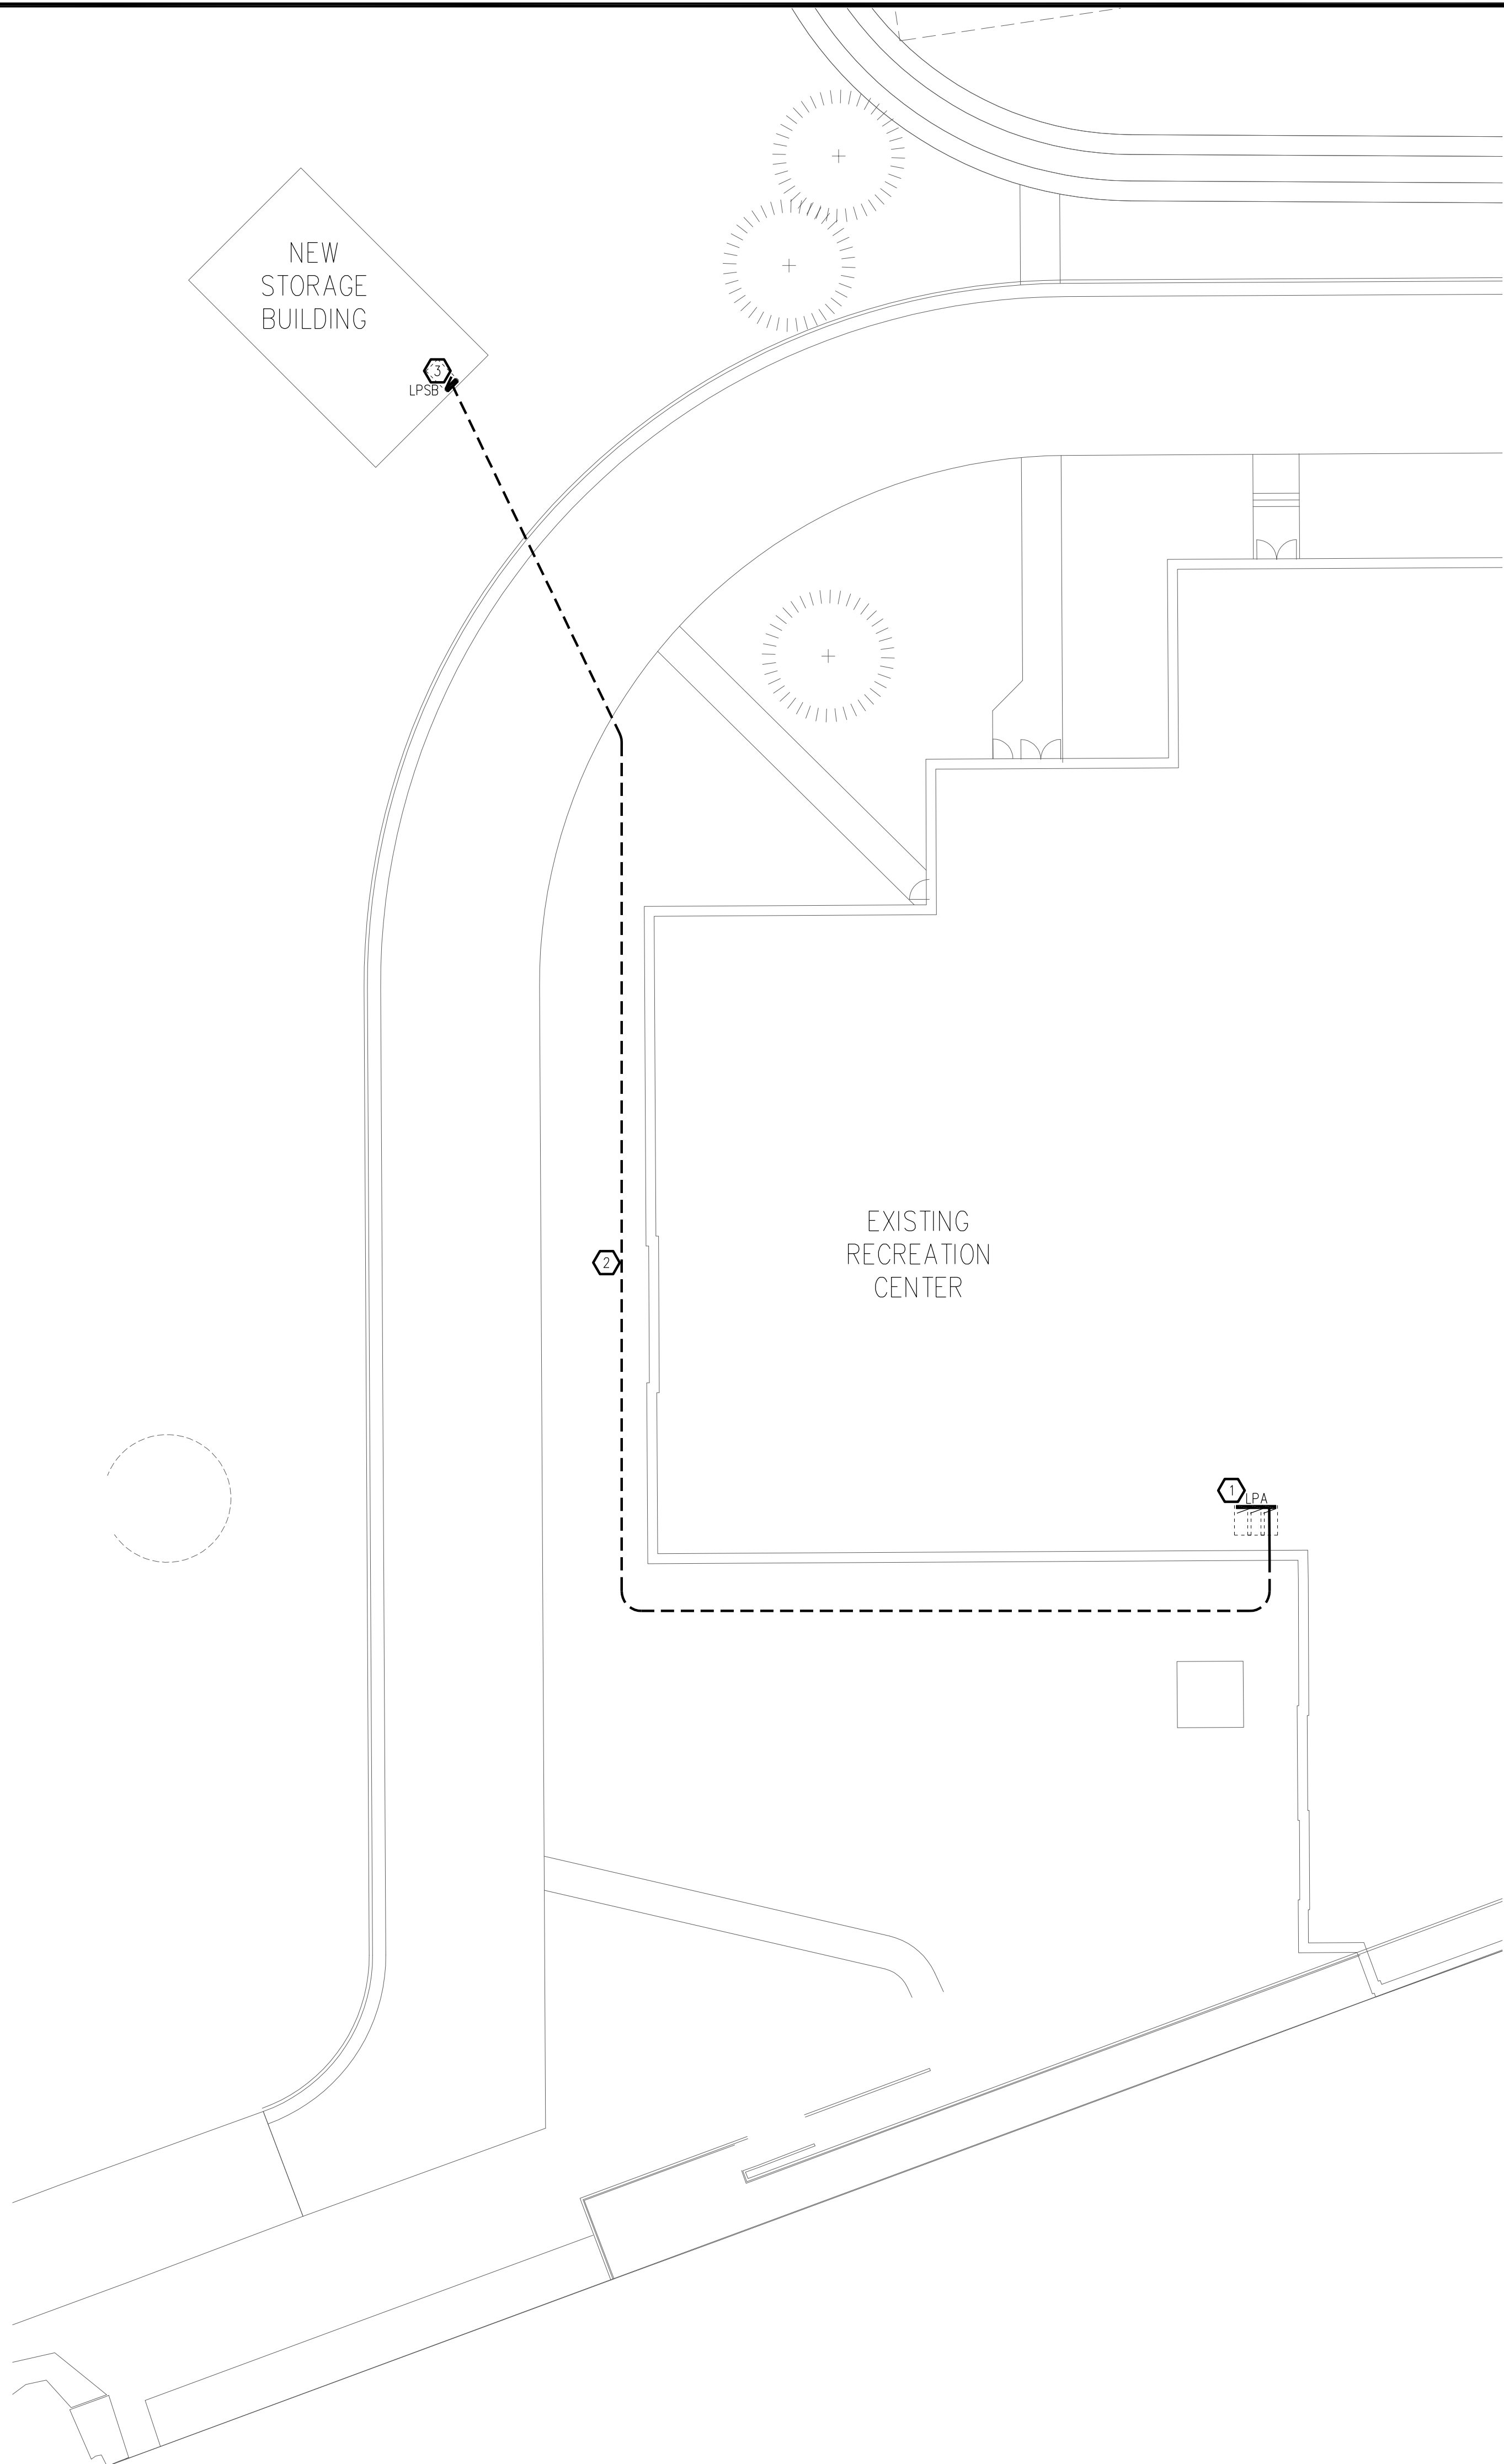 NEW
STORAGE
BUILDING
3
LPSB
EXISTING
RECREATION
CENTER
2
1
LPA